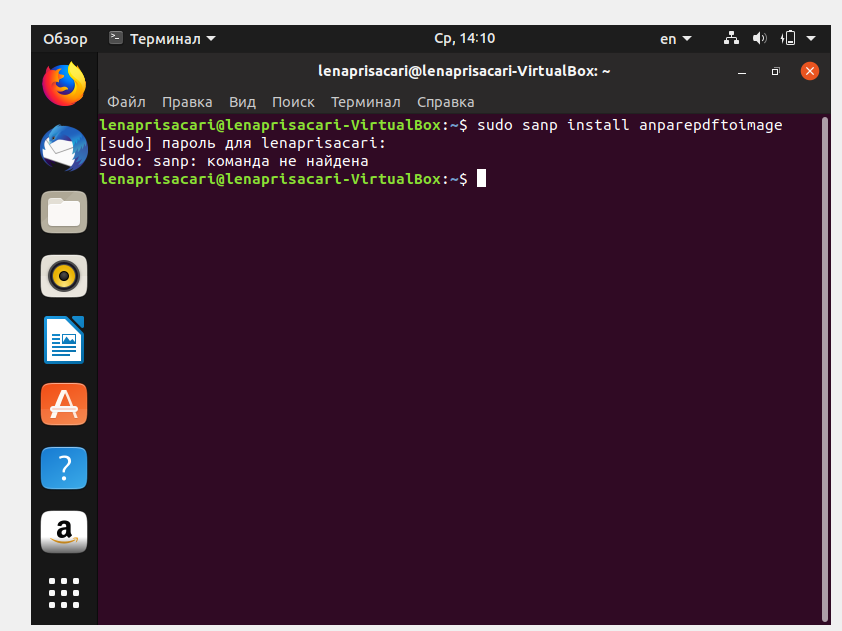 Обзор Терминал Ср, 14:10 en
lenaprisacari@lenaprisacari-VirtualBox: ~
Файл Правка Вид Поиск Терминал Справка
lenaprisacari@lenaprisacari-VirtualBox:~$ sudo sanp install anparepdftoimage
[sudo] пароль для lenaprisacari:
sudo: sanp: команда не найдена
lenaprisacari@lenaprisacari-VirtualBox:~$
?
a